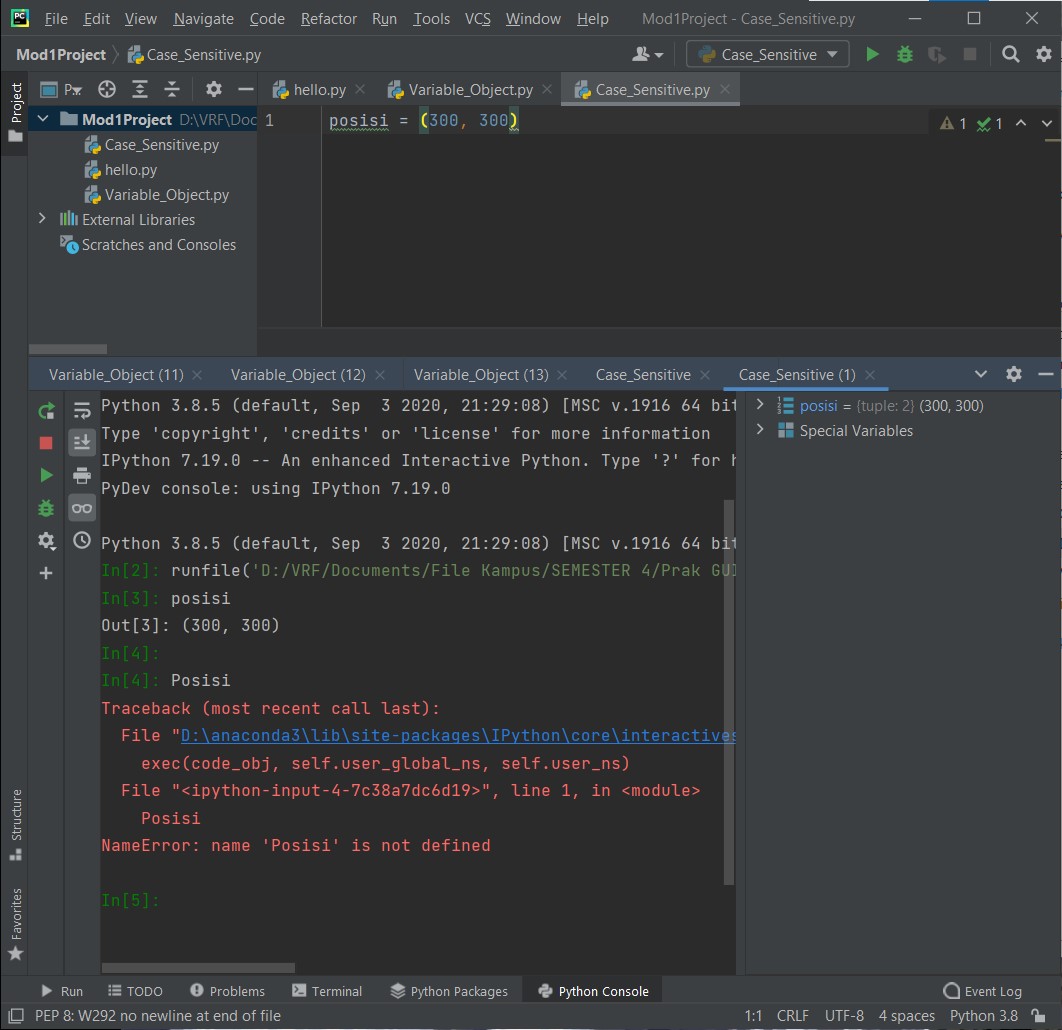 PC File Edit View Navigate Code Refactor Run Tools VCS Window Help Mod1Project - Case_Sensitive.py
Mod1Project Case_Sensitive.py Case_Sensitive
Project
P hello.py Variable_Object.py Case_Sensitive.py
Mod1Project D:\VRF\Doc
Case_Sensitive.py
hello.py
Variable_Object.py
External Libraries
Scratches and Consoles
1 posisi = (300, 300)
1 1
Variable_Object (11) Variable_Object (12) Variable_Object (13) Case_Sensitive Case_Sensitive (1)
Python 3.8.5 (default, Sep  3 2020, 21:29:08) [MSC v.1916 64 bit
Type 'copyright', 'credits' or 'license' for more information
IPython 7.19.0 -- An enhanced Interactive Python. Type '?' for h
PyDev console: using IPython 7.19.0
Python 3.8.5 (default, Sep  3 2020, 21:29:08) [MSC v.1916 64 bit
In[2]: runfile('D:/VRF/Documents/File Kampus/SEMESTER 4/Prak GUI
In[3]: posisi
Out[3]: (300, 300)
In[4]:
In[4]: Posisi
Traceback (most recent call last):
File "D:\anaconda3\lib\site-packages\IPython\core\interactives
exec(code_obj, self.user_global_ns, self.user_ns)
File "<ipython-input-4-7c38a7dc6d19>", line 1, in <module>
Posisi
NameError: name 'Posisi' is not defined
In[5]:
posisi = {tuple: 2} (300, 300)
Special Variables
Structure
Favorites
Run TODO Problems Terminal Python Packages Python Console Event Log
PEP 8: W292 no newline at end of file 1:1 CRLF UTF-8 4 spaces Python 3.8